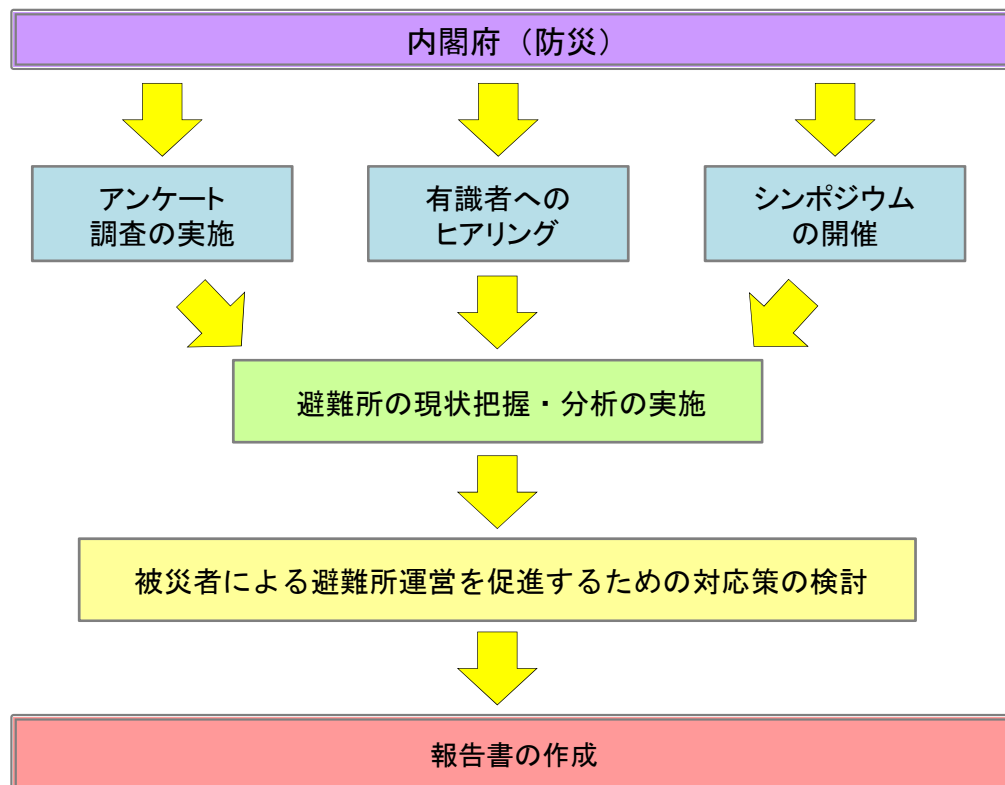 内閣府（防災）
アンケート
調査の実施
有識者への
ヒアリング
シンポジウム
の開催
避難所の現状把握・分析の実施
被災者による避難所運営を促進するための対応策の検討
報告書の作成